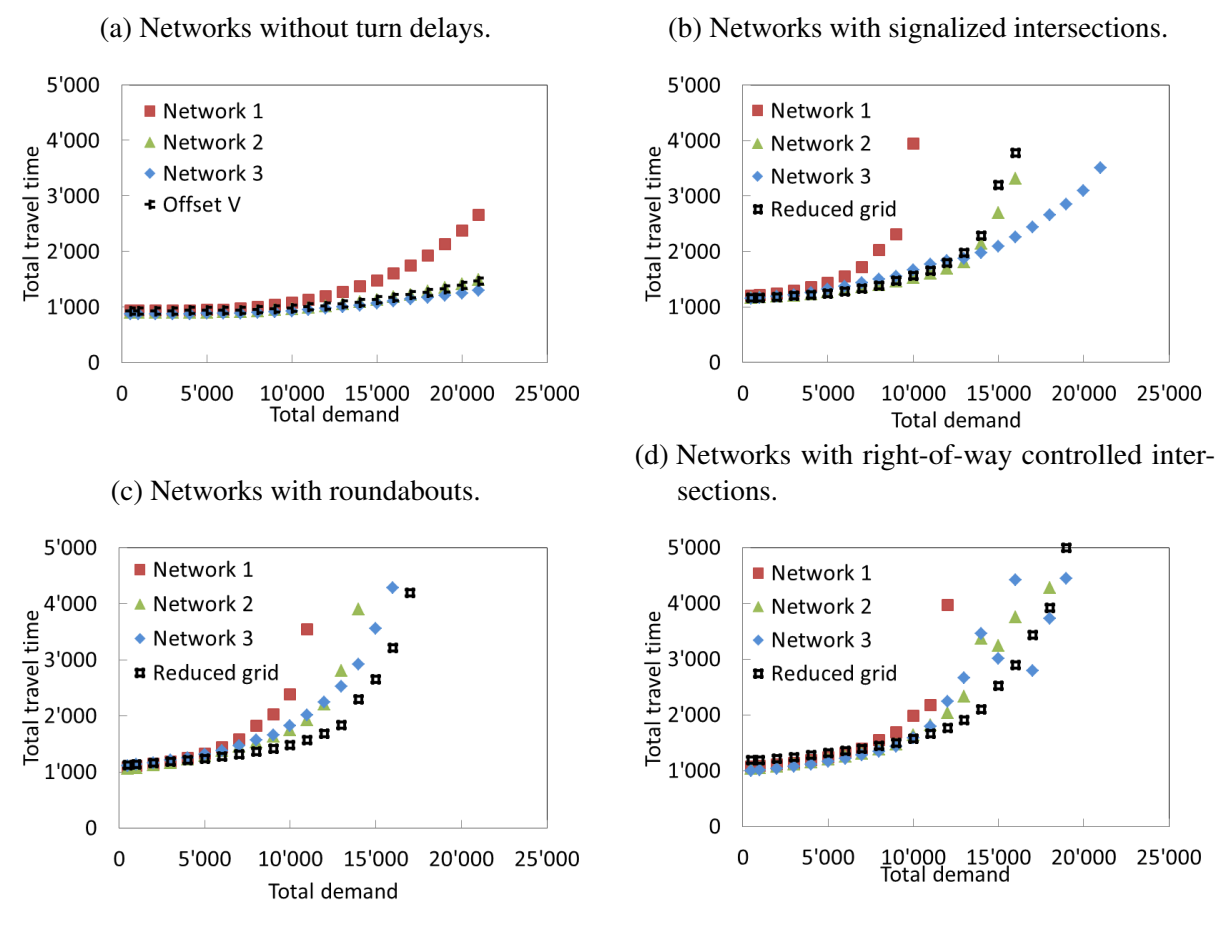 (a) Networks without turn delays.
5'000
4'000
3'000
2'000
1'000
0
Total travel time
Network 1
Network 2
Network 3
Offset V
0 5'000 10'000 15'000 20'000 25'000
Total demand
(b) Networks with signalized intersections.
5'000
4'000
3'000
2'000
1'000
0
Total travel time
Network 1
Network 2
Network 3
Reduced grid
0 5'000 10'000 15'000 20'000 25'000
Total demand
(c) Networks with roundabouts.
5'000
4'000
3'000
2'000
1'000
0
Total travel time
Network 1
Network 2
Network 3
Reduced grid
0 5'000 10'000 15'000 20'000 25'000
Total demand
(d) Networks with right-of-way controlled inter-
sections.
5'000
4'000
3'000
2'000
1'000
0
Total travel time
Network 1
Network 2
Network 3
Reduced grid
0 5'000 10'000 15'000 20'000 25'000
Total demand